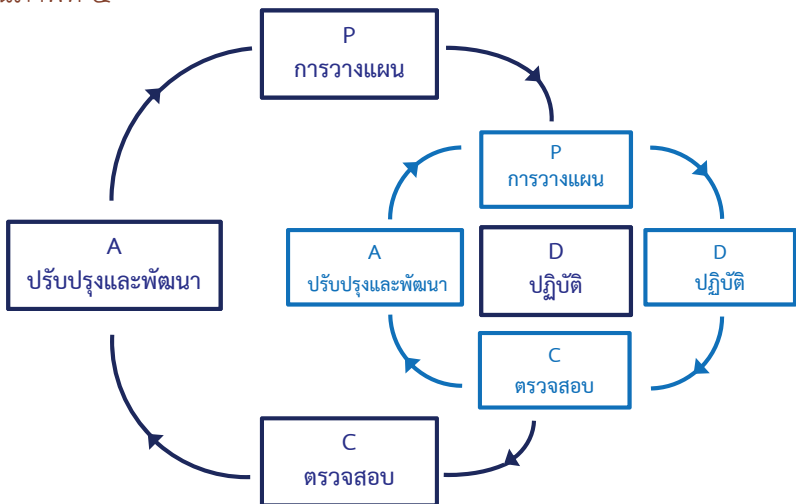 P
การวางแผน
P
การวางแผน
A
ปรับปรุงและพัฒนา
A
ปรับปรุงและพัฒนา
D
ปฏิบัติ
D
ปฏิบัติ
C
ตรวจสอบ
C
ตรวจสอบ